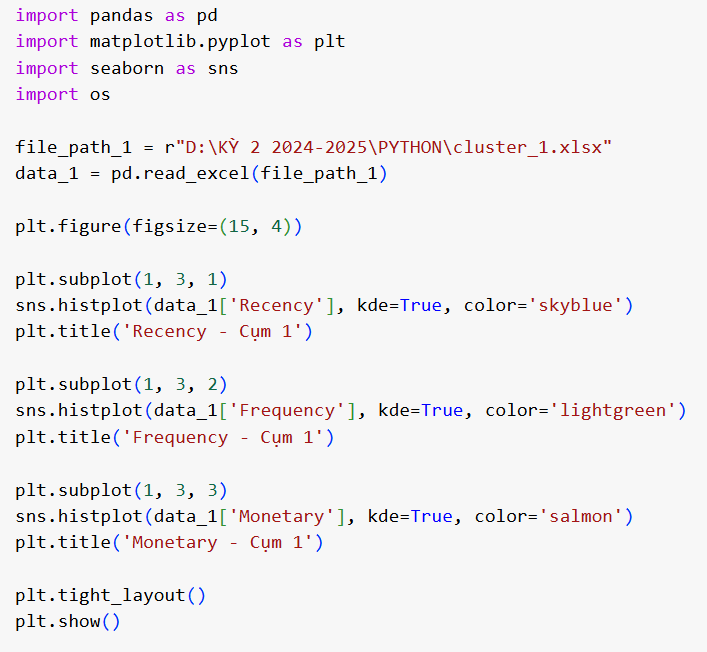 import pandas as pd
import matplotlib.pyplot as plt
import seaborn as sns
import os
file_path_1 = r"D:\KỲ 2 2024-2025\PYTHON\cluster_1.xlsx"
data_1 = pd.read_excel(file_path_1)
plt.figure(figsize=(15, 4))
plt.subplot(1, 3, 1)
sns.histplot(data_1['Recency'], kde=True, color='skyblue')
plt.title('Recency - Cụm 1')
plt.subplot(1, 3, 2)
sns.histplot(data_1['Frequency'], kde=True, color='lightgreen')
plt.title('Frequency - Cụm 1')
plt.subplot(1, 3, 3)
sns.histplot(data_1['Monetary'], kde=True, color='salmon')
plt.title('Monetary - Cụm 1')
plt.tight_layout()
plt.show()